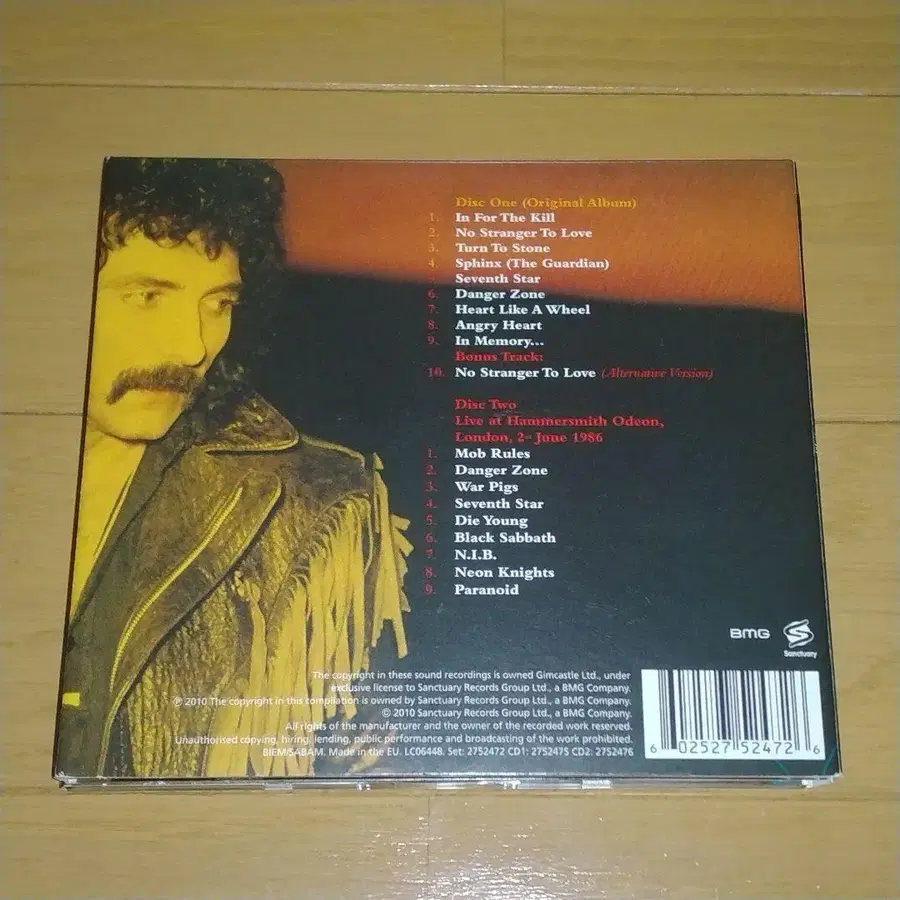 Disc One (Original Album)
1. In For The Kill
2. No Stranger To Love
3. Turn To Stone
4. Sphinx (The Guardian)
Seventh Star
6. Danger Zone
7. Heart Like A Wheel
8. Angry Heart
9. In Memory...
Bonus Track:
10. No Stranger To Love (Alternative Version)
Disc Two
Live at Hammersmith Odeon,
London, 2nd June 1986
1. Mob Rules
2. Danger Zone
3. War Pigs
4. Seventh Star
5. Die Young
6. Black Sabbath
7. N.I.B.
8. Neon Knights
9. Paranoid
BMG
Sanctuary
The copyright in these sound recordings is owned Gimcastle Ltd., under
exclusive license to Sanctuary Records Group Ltd., a BMG Company.
℗ 2010 The copyright in this compilation is owned by Sanctuary Records Group Ltd., a BMG Company.
© 2010 Sanctuary Records Group Ltd., a BMG Company.
All rights of the manufacturer and the owner of the recorded work reserved.
Unauthorised copying, hiring, lending, public performance and broadcasting of the work prohibited.
BIEM/SABAM. Made in the EU. LC06448. Set: 2752472 CD1: 2752475 CD2: 2752476
6 02527 52472 6